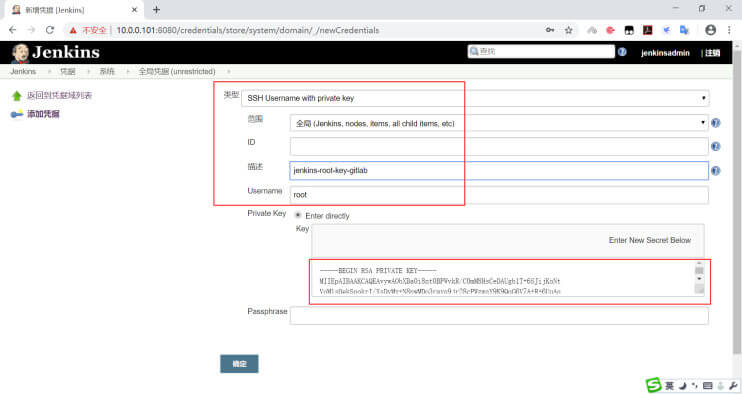 新增凭据 [Jenkins]
不安全 | 10.0.0.101:8080/credentials/store/system/domain/_/newCredentials
Jenkins
查找
jenkinsadmin
| 注销
Jenkins
凭据
系统
全局凭据 (unrestricted)
返回到凭据域列表
添加凭据
类型
SSH Username with private key
范围
全局 (Jenkins, nodes, items, all child items, etc)
ID
描述
jenkins-root-key-gitlab
Username
root
Private Key
Enter directly
Key
Enter New Secret Below
-----BEGIN RSA PRIVATE KEY-----
Passphrase
确定
英